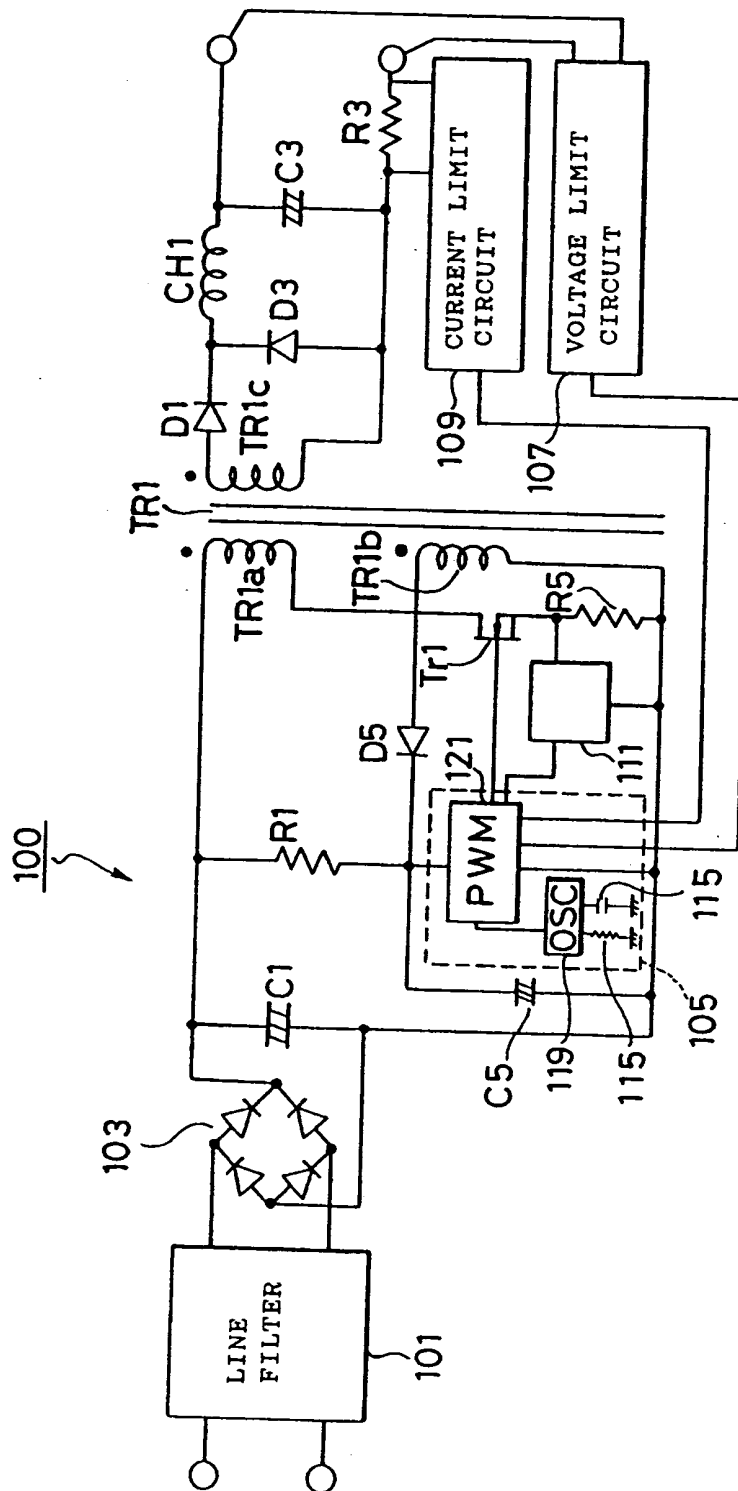 100
LINE
FILTER
101
103
C1
R1
D5
C5
119
OSC
115
115
105
PWM
121
111
Tr1
R5
TR1
TR1a
TR1b
TR1c
D1
D3
CH1
C3
R3
CURRENT LIMIT
CIRCUIT
109
VOLTAGE LIMIT
CIRCUIT
107